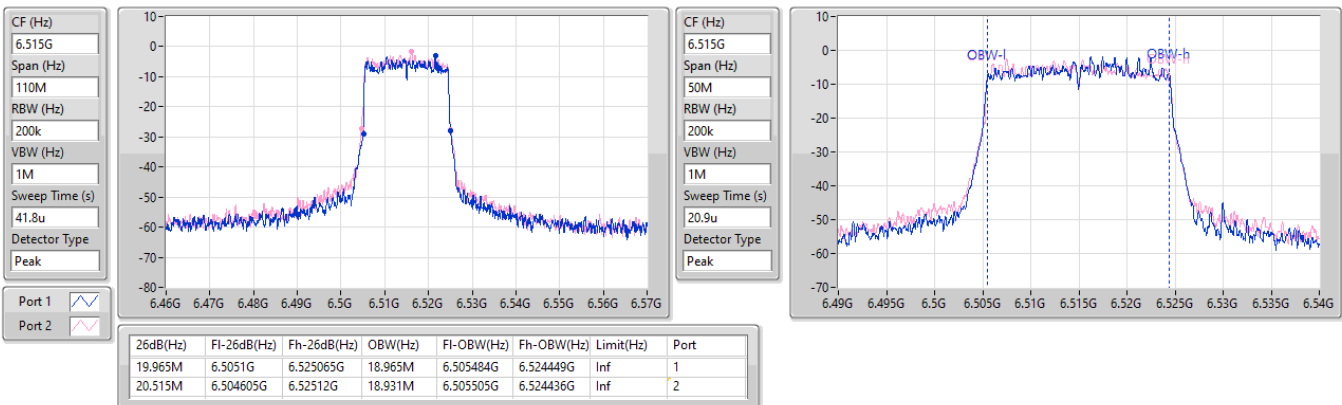 CF (Hz)
6.515G
Span (Hz)
110M
RBW (Hz)
200k
VBW (Hz)
1M
Sweep Time (s)
41.8u
Detector Type
Peak
Port 1
Port 2
10
0
-10
-20
-30
-40
-50
-60
-70
-80
6.46G 6.47G 6.48G 6.49G 6.5G 6.51G 6.52G 6.53G 6.54G 6.55G 6.56G 6.57G
CF (Hz)
6.515G
Span (Hz)
50M
RBW (Hz)
200k
VBW (Hz)
1M
Sweep Time (s)
20.9u
Detector Type
Peak
10
0
-10
-20
-30
-40
-50
-60
-70
OBW-l OBW-h
6.49G 6.495G 6.5G 6.505G 6.51G 6.515G 6.52G 6.525G 6.53G 6.535G 6.54G
26dB(Hz) Fl-26dB(Hz) Fh-26dB(Hz) OBW(Hz) Fl-OBW(Hz) Fh-OBW(Hz) Limit(Hz) Port
19.965M 6.5051G 6.525065G 18.965M 6.505484G 6.524449G Inf 1
20.515M 6.504605G 6.52512G 18.931M 6.505505G 6.524436G Inf 2